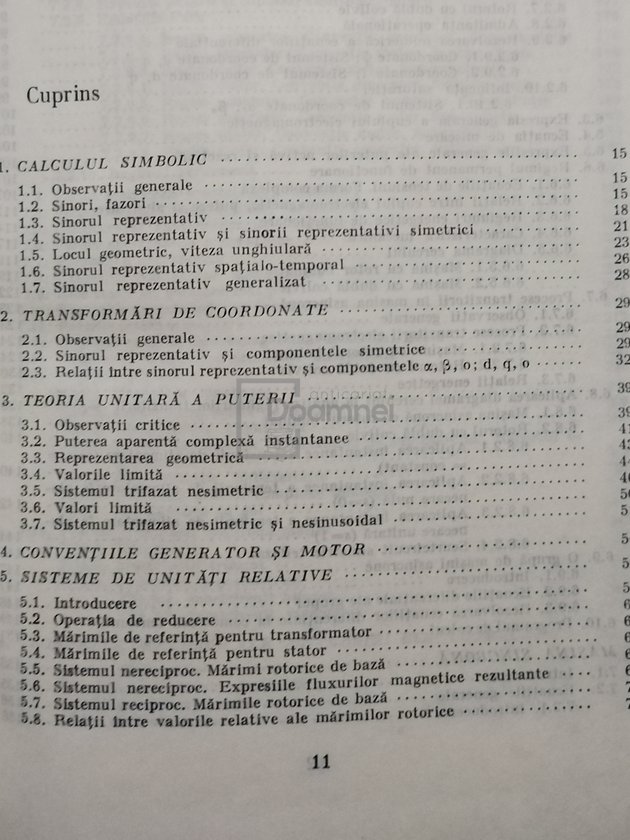 Cuprins
1. CALCULUL SIMBOLIC 15
1.1. Observații generale 15
1.2. Sinori, fazori 15
1.3. Sinorul reprezentativ 18
1.4. Sinorul reprezentativ și sinorii reprezentativi simetrici 21
1.5. Locul geometric, viteza unghiulară 23
1.6. Sinorul reprezentativ spațialo-temporal 26
1.7. Sinorul reprezentativ generalizat 28
2. TRANSFORMĂRI DE COORDONATE 29
2.1. Observații generale 29
2.2. Sinorul reprezentativ și componentele simetrice 29
2.3. Relații între sinorul reprezentativ și componentele α, β, o; d, q, o 32
3. TEORIA UNITARĂ A PUTERII 39
3.1. Observații critice 39
3.2. Puterea aparentă complexă instantanee
3.3. Reprezentarea geometrică
3.4. Valorile limită
3.5. Sistemul trifazat nesimetric
3.6. Valori limită
3.7. Sistemul trifazat nesimetric și nesinusoidal
4. CONVENȚIILE GENERATOR ȘI MOTOR
5. SISTEME DE UNITĂȚI RELATIVE
5.1. Introducere
5.2. Operația de reducere
5.3. Mărimile de referință pentru transformator
5.4. Mărimile de referință pentru stator
5.5. Sistemul nereciproc. Mărimi rotorice de bază
5.6. Sistemul nereciproc. Expresiile fluxurilor magnetice rezultante
5.7. Sistemul reciproc. Mărimile rotorice de bază
5.8. Relații între valorile relative ale mărimilor rotorice
11
Doamnei